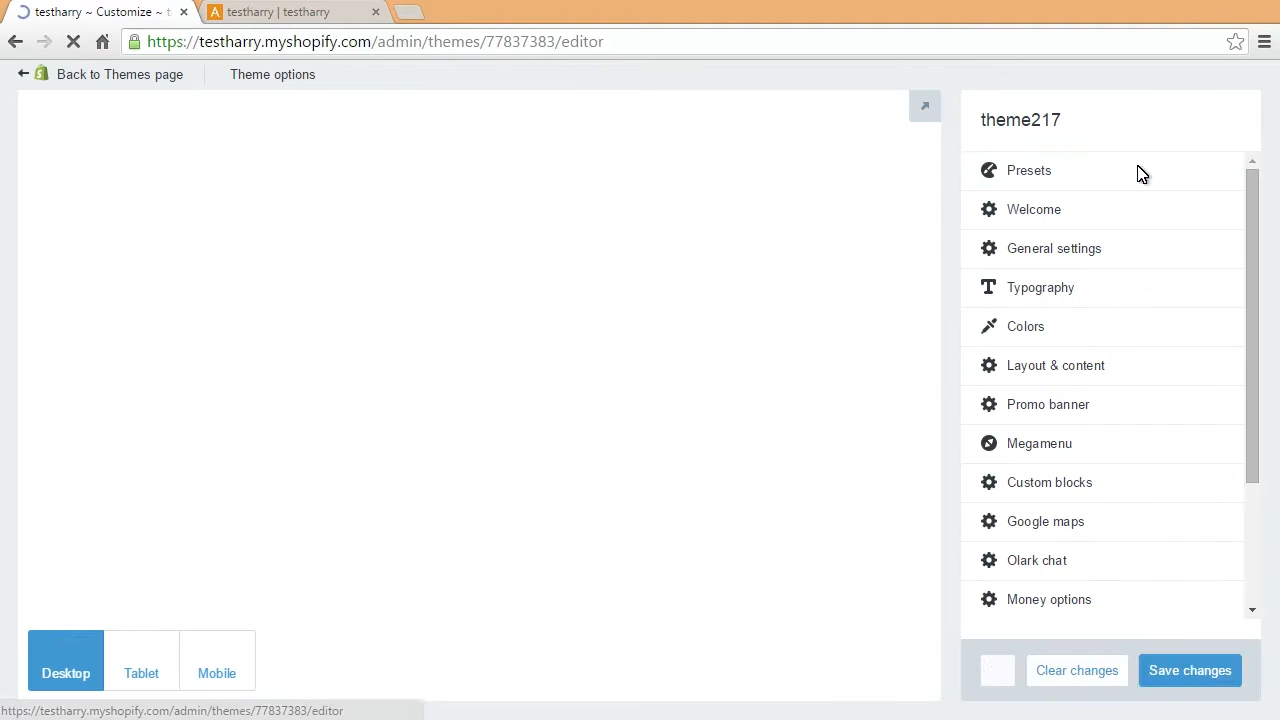 testharry ~ Customize ~ t
testharry | testharry
https://testharry.myshopify.com/admin/themes/77837383/editor
Back to Themes page
Theme options
theme217
Presets
Welcome
General settings
Typography
Colors
Layout & content
Promo banner
Megamenu
Custom blocks
Google maps
Olark chat
Money options
Desktop
Tablet
Mobile
Clear changes
Save changes
https://testharry.myshopify.com/admin/themes/77837383/editor